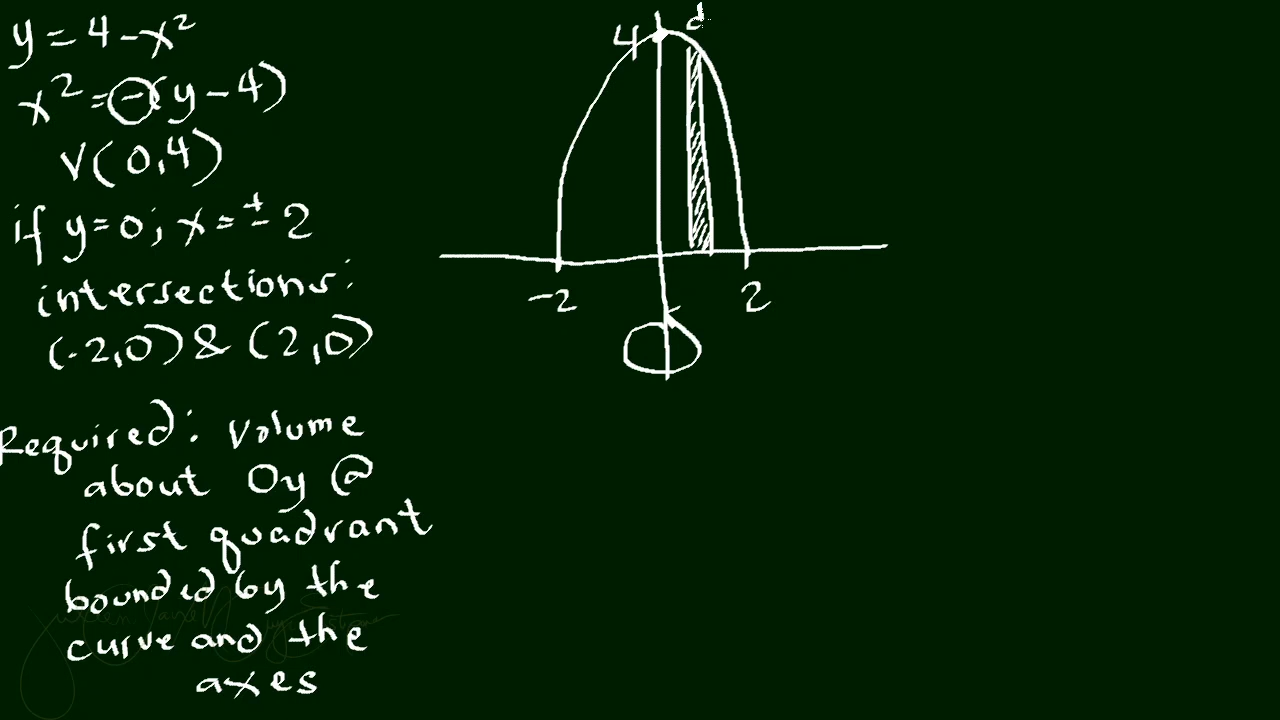 y = 4 - x²
x² = -(y - 4)
V(0,4)
if y=0; x = ± 2
intersections:
(-2,0) & (2,0)
Required: Volume
about Oy @
first quadrant
bounded by the
curve and the
axes
4
d
-2
2